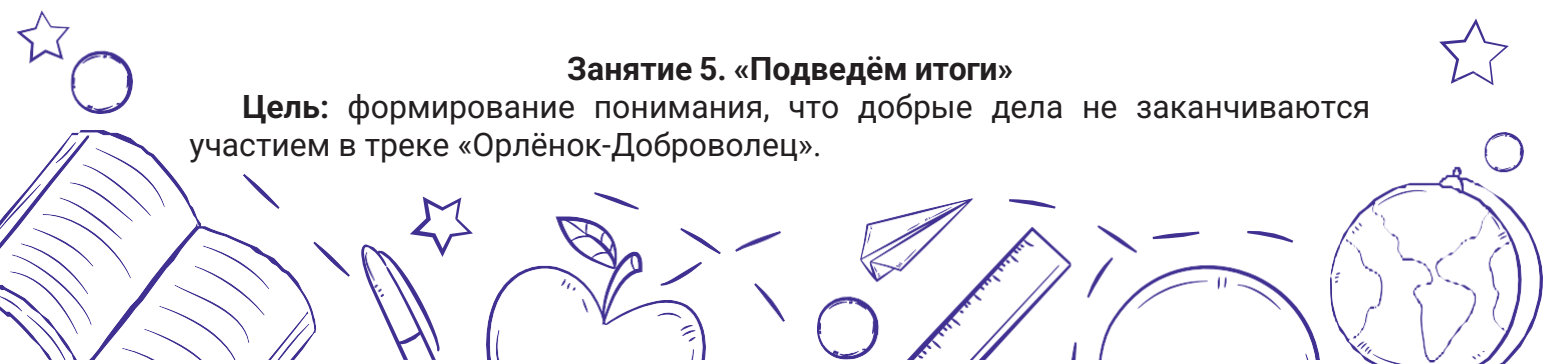 Занятие 5. «Подведём итоги»
Цель: формирование понимания, что добрые дела не заканчиваются
участием в треке «Орлёнок-Доброволец».